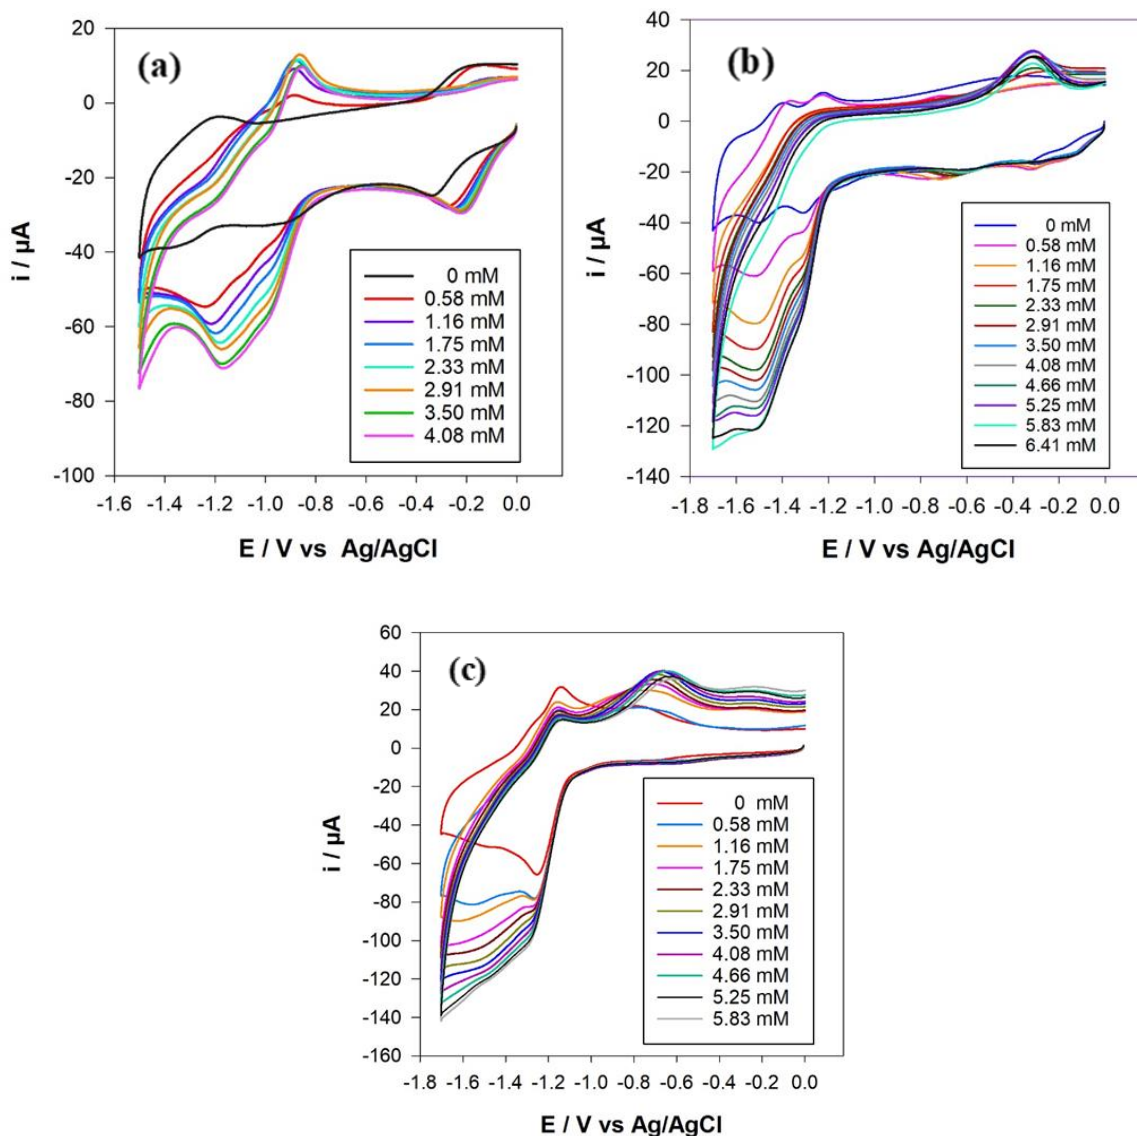 (a)
i / µA
20
0
-20
-40
-60
-80
-100
0 mM
0.58 mM
1.16 mM
1.75 mM
2.33 mM
2.91 mM
3.50 mM
4.08 mM
-1.6 -1.4 -1.2 -1.0 -0.8 -0.6 -0.4 -0.2 0.0
E / V vs Ag/AgCl
(b)
i / µA
40
20
0
-20
-40
-60
-80
-100
-120
-140
0 mM
0.58 mM
1.16 mM
1.75 mM
2.33 mM
2.91 mM
3.50 mM
4.08 mM
4.66 mM
5.25 mM
5.83 mM
6.41 mM
-1.8 -1.6 -1.4 -1.2 -1.0 -0.8 -0.6 -0.4 -0.2 0.0
E / V vs Ag/AgCl
(c)
i / µA
60
40
20
0
-20
-40
-60
-80
-100
-120
-140
-160
0 mM
0.58 mM
1.16 mM
1.75 mM
2.33 mM
2.91 mM
3.50 mM
4.08 mM
4.66 mM
5.25 mM
5.83 mM
-1.8 -1.6 -1.4 -1.2 -1.0 -0.8 -0.6 -0.4 -0.2 0.0
E / V vs Ag/AgCl